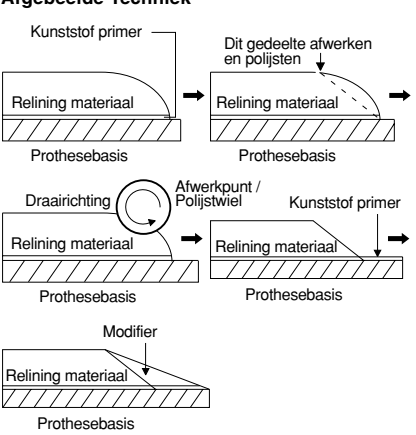 Afgebeelde Techniek
Kunststof primer
Relining materiaal
Prothesebasis
Dit gedeelte afwerken
en polijsten
Relining materiaal
Prothesebasis
Draairichting
Afwerkpunt /
Polijstwiel
Relining materiaal
Prothesebasis
Kunststof primer
Relining materiaal
Prothesebasis
Modifier
Relining materiaal
Prothesebasis